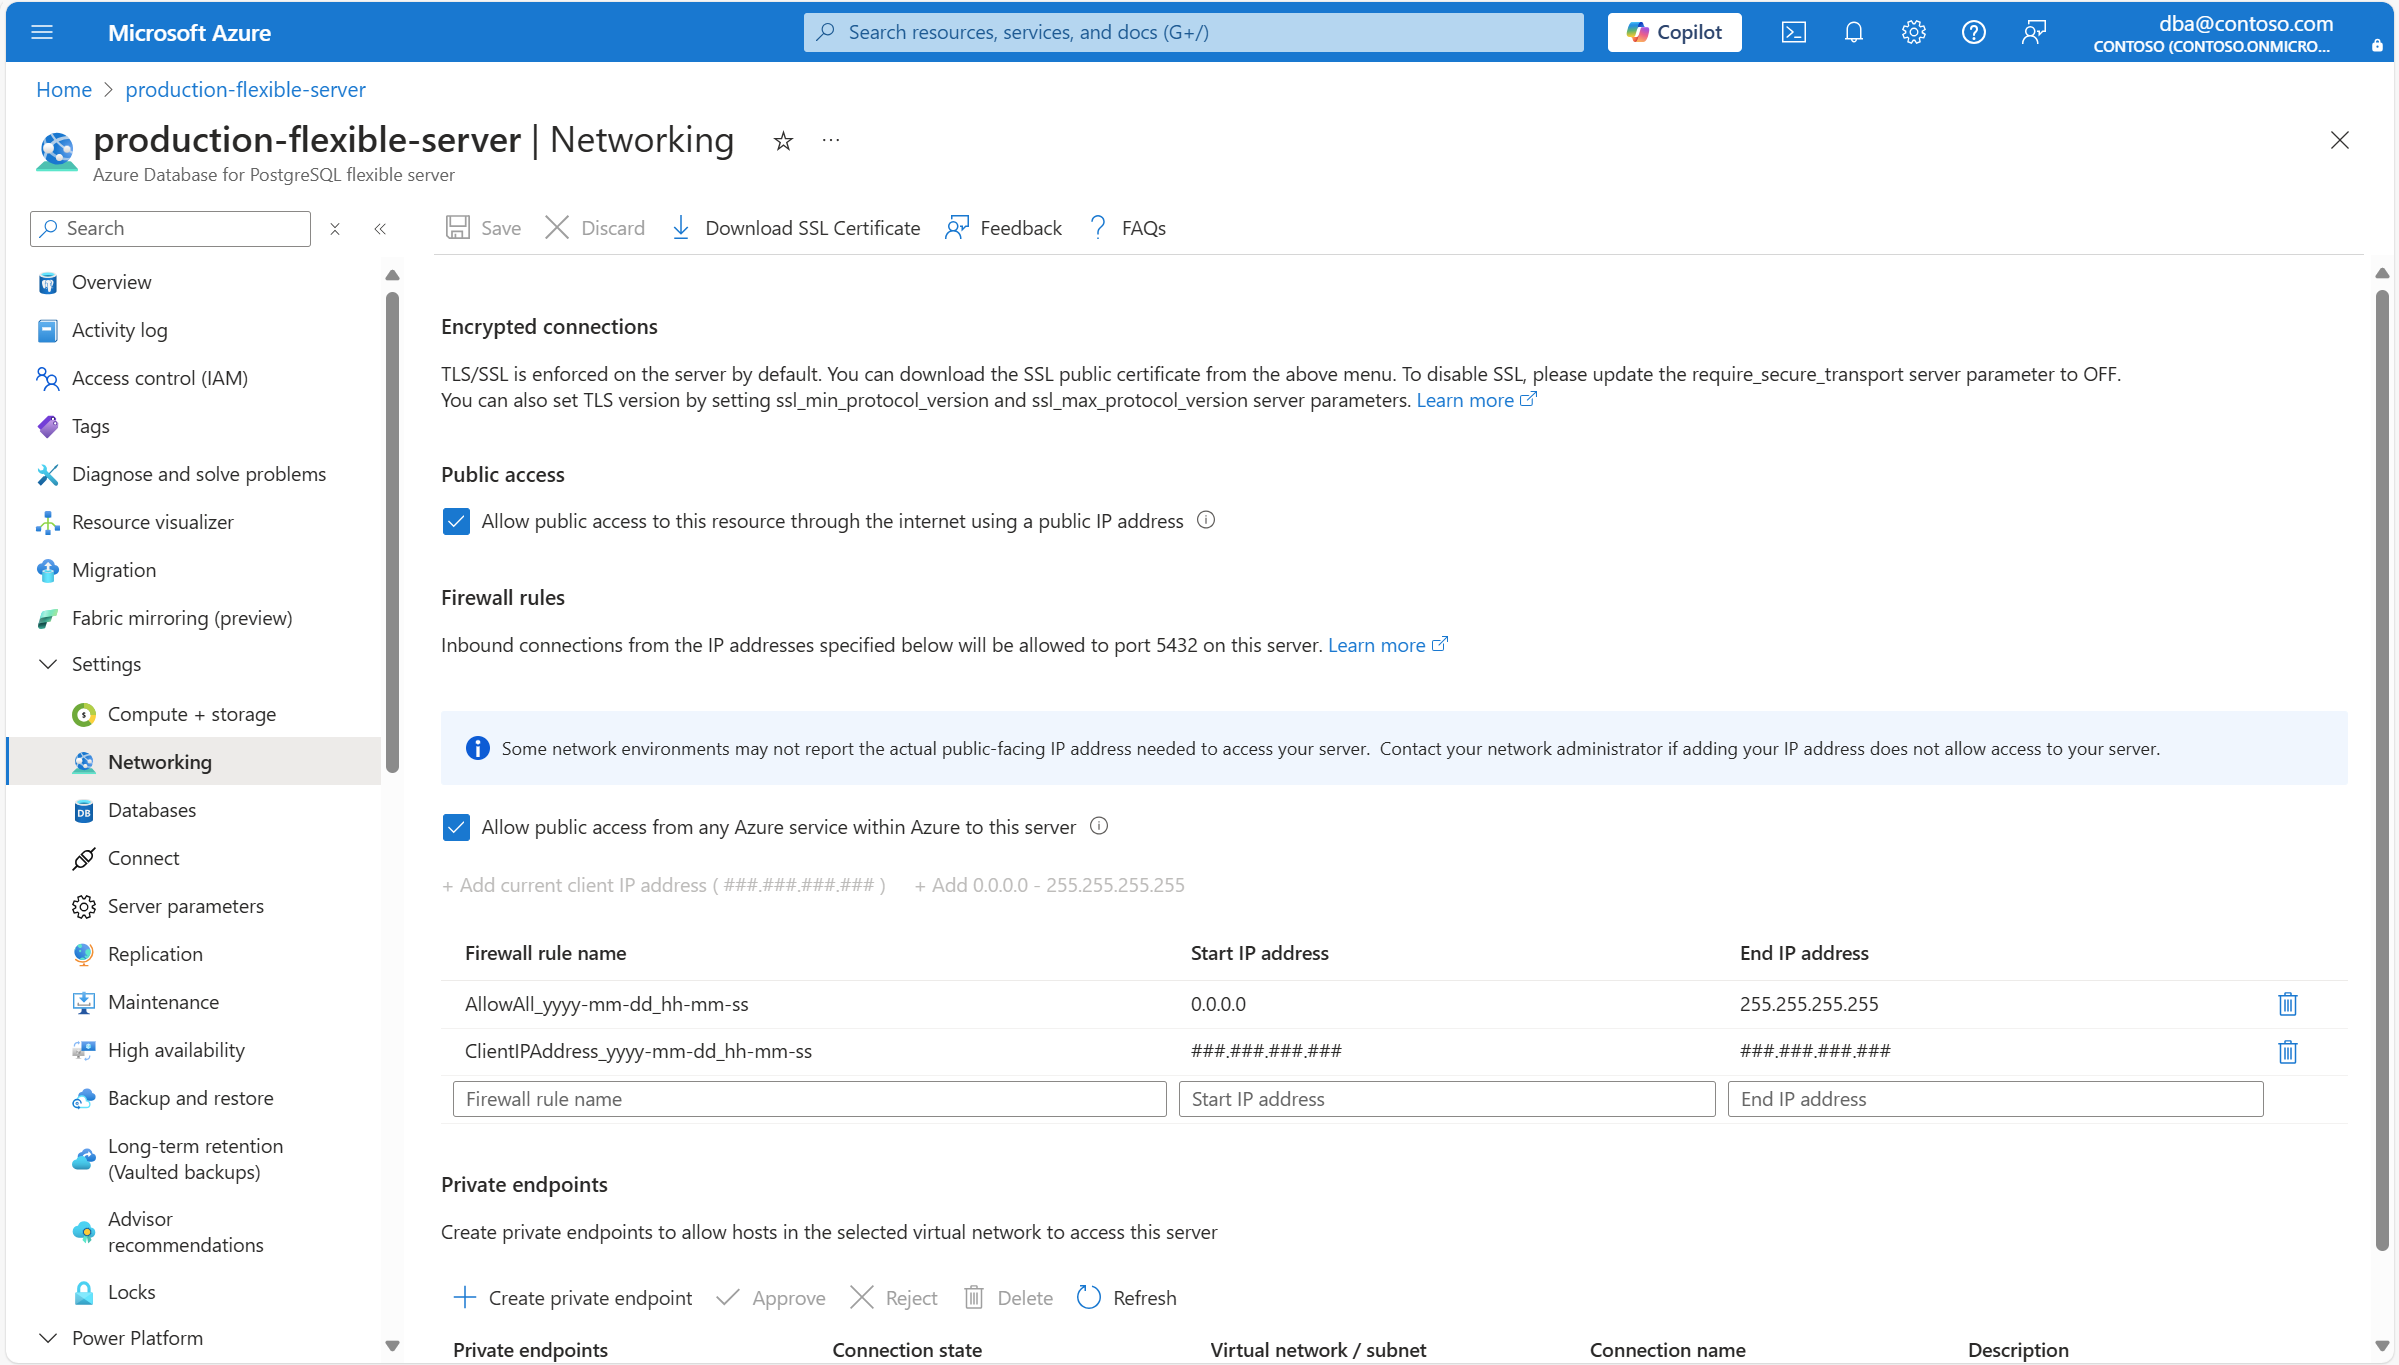 Microsoft Azure
Search resources, services, and docs (G+/)
Copilot
dba@contoso.com
CONTOSO (CONTOSO.ONMICRO...
Home > production-flexible-server
production-flexible-server | Networking
Azure Database for PostgreSQL flexible server
Search
Save
Discard
Download SSL Certificate
Feedback
FAQs
Overview
Activity log
Access control (IAM)
Tags
Diagnose and solve problems
Resource visualizer
Migration
Fabric mirroring (preview)
Settings
Compute + storage
Networking
Databases
Connect
Server parameters
Replication
Maintenance
High availability
Backup and restore
Long-term retention
(Vaulted backups)
Advisor
recommendations
Locks
Power Platform
Encrypted connections
TLS/SSL is enforced on the server by default. You can download the SSL public certificate from the above menu. To disable SSL, please update the require_secure_transport server parameter to OFF.
You can also set TLS version by setting ssl_min_protocol_version and ssl_max_protocol_version server parameters. Learn more
Public access
Allow public access to this resource through the internet using a public IP address
Firewall rules
Inbound connections from the IP addresses specified below will be allowed to port 5432 on this server. Learn more
Some network environments may not report the actual public-facing IP address needed to access your server. Contact your network administrator if adding your IP address does not allow access to your server.
Allow public access from any Azure service within Azure to this server
+ Add current client IP address ( ###.###.###.### )
+ Add 0.0.0.0 - 255.255.255.255
Firewall rule name
Start IP address
End IP address
AllowAll_yyyy-mm-dd_hh-mm-ss
0.0.0.0
255.255.255.255
ClientIPAddress_yyyy-mm-dd_hh-mm-ss
###.###.###.###
###.###.###.###
Firewall rule name
Start IP address
End IP address
Private endpoints
Create private endpoints to allow hosts in the selected virtual network to access this server
Create private endpoint
Approve
Reject
Delete
Refresh
Private endpoints
Connection state
Virtual network / subnet
Connection name
Description